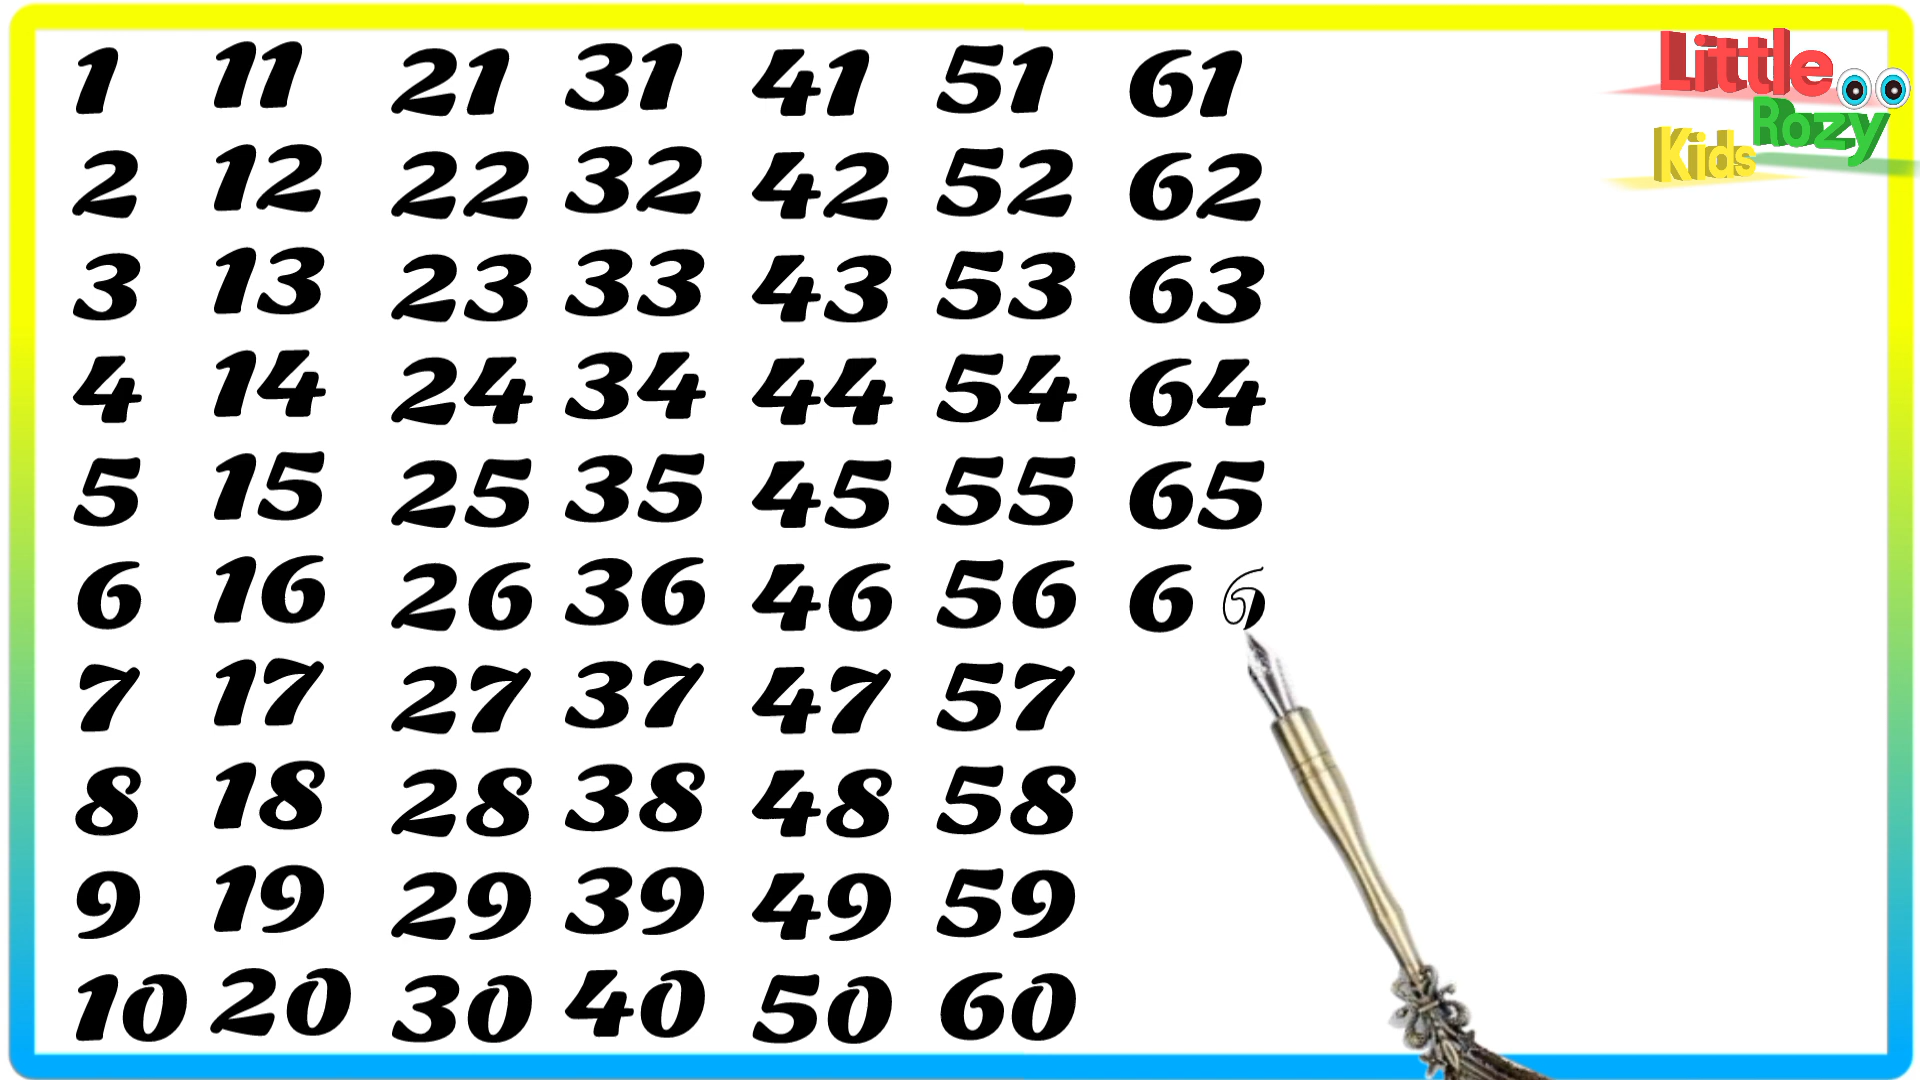 1 11 21 31 41 51 61
2 12 22 32 42 52 62
3 13 23 33 43 53 63
4 14 24 34 44 54 64
5 15 25 35 45 55 65
6 16 26 36 46 56 6 6
7 17 27 37 47 57
8 18 28 38 48 58
9 19 29 39 49 59
10 20 30 40 50 60
Little
Rozy
Kids